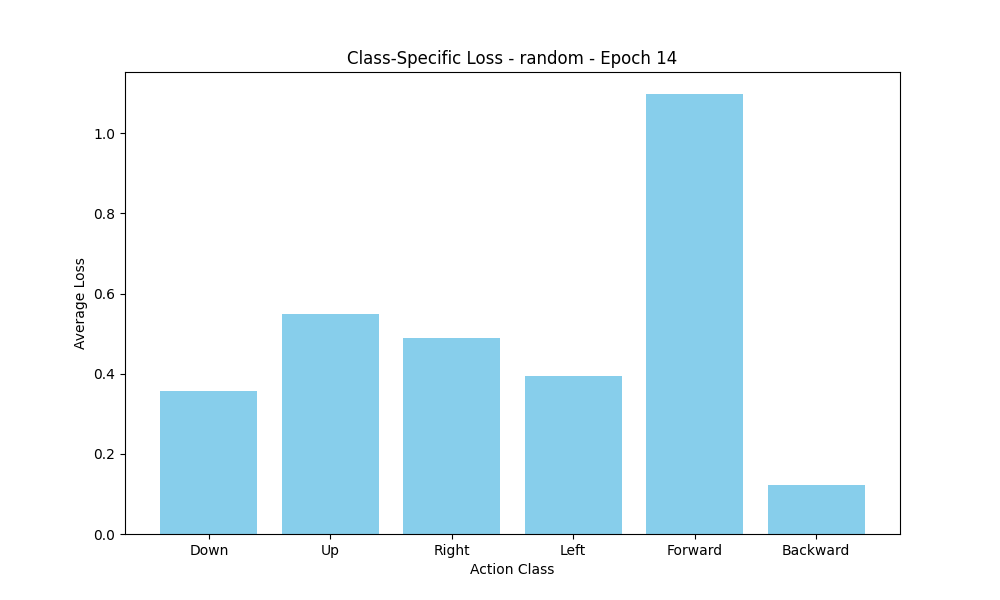 Class-Specific Loss - random - Epoch 14
Average Loss
1.0
0.8
0.6
0.4
0.2
0.0
Down Up Right Left Forward Backward
Action Class